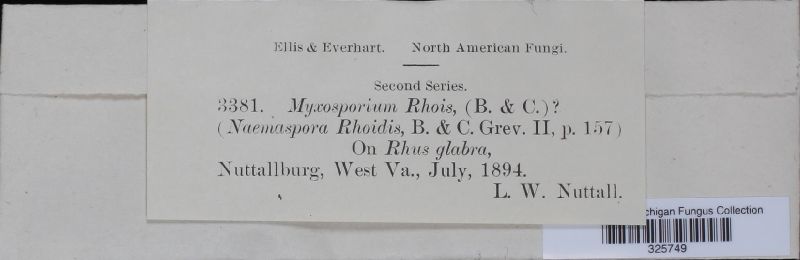 Ellis & Everhart. North American Fungi.
Second Series.
3381. Myxosporium Rhois, (B. & C.)?
(Naemaspora Rhoidis, B. & C. Grev. II, p. 157)
On Rhus glabra,
Nuttallburg, West Va., July, 1894.
L. W. Nuttall.
chigan Fungus Collection
325749